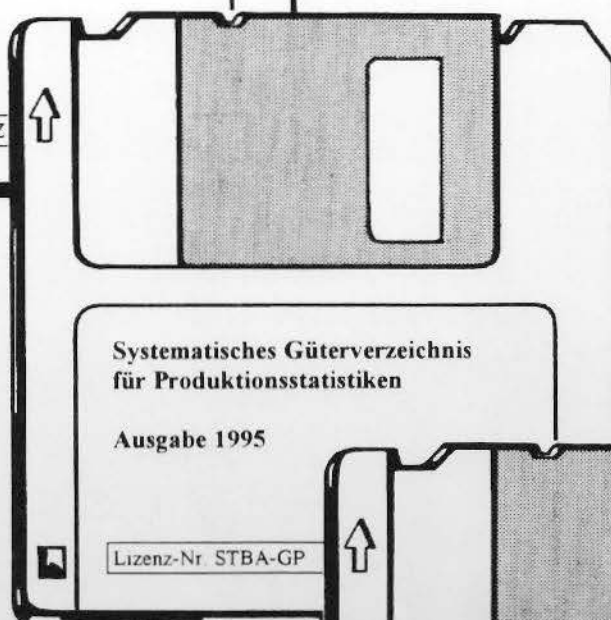 Systematisches Güterverzeichnis
für Produktionsstatistiken
Ausgabe 1995
Lizenz-Nr. STBA-GP